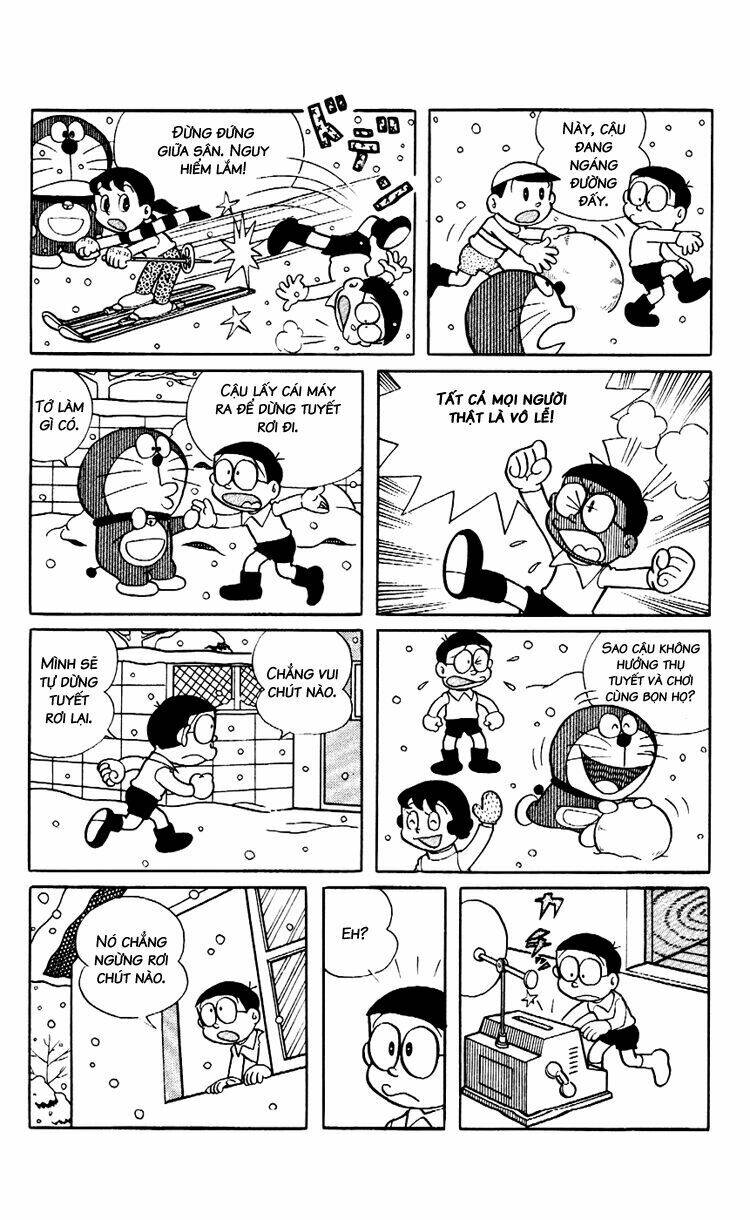 ĐỪNG ĐỨNG
GIỮA SÂN. NGUY
HIỂM LẮM!
NÀY, CẬU
ĐANG
NGÁNG
ĐƯỜNG
ĐẤY.
TỚ LÀM
GÌ CÓ.
CẬU LẤY CÁI MÁY
RA ĐỂ DỪNG TUYẾT
RƠI ĐI.
TẤT CẢ MỌI NGƯỜI
THẬT LÀ VÔ LỄ!
MÌNH SẼ
TỰ DỪNG
TUYẾT
RƠI LẠI.
CHẲNG VUI
CHÚT NÀO.
SAO CẬU KHÔNG
HƯỞNG THỤ
TUYẾT VÀ CHƠI
CÙNG BỌN HỌ?
NÓ CHẲNG
NGỪNG RƠI
CHÚT NÀO.
EH?